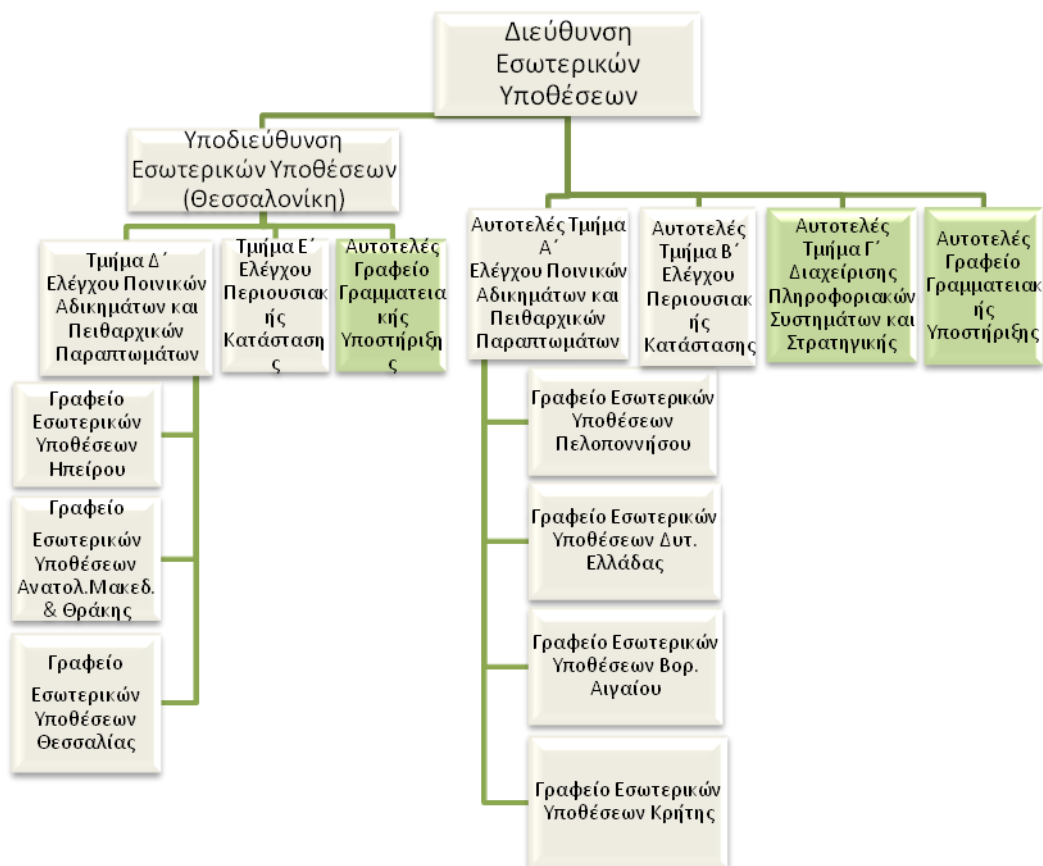 Διεύθυνση
Εσωτερικών
Υποθέσεων
Υποδιεύθυνση
Εσωτερικών Υποθέσεων
(Θεσσαλονίκη)
Τμήμα Δ΄
Ελέγχου Ποινικών
Αδικημάτων και
Πειθαρχικών
Παραπτωμάτων
Τμήμα Ε΄
Ελέγχου
Περιουσιακ
ής
Κατάσταση
ς
Αυτοτελές
Γραφείο
Γραμματεια
κής
Υποστήριξη
ς
Αυτοτελές Τμήμα
Α΄
Ελέγχου Ποινικών
Αδικημάτων και
Πειθαρχικών
Παραπτωμάτων
Αυτοτελές
Τμήμα Β΄
Ελέγχου
Περιουσιακ
ής
Κατάστασης
Αυτοτελές
Τμήμα Γ΄
Διαχείρισης
Πληροφοριακών
Συστημάτων και
Στρατηγικής
Αυτοτελές
Γραφείο
Γραμματειακ
ής
Υποστήριξης
Γραφείο
Εσωτερικών
Υποθέσεων
Ηπείρου
Γραφείο
Εσωτερικών
Υποθέσεων
Ανατολ.Μακεδ.
& Θράκης
Γραφείο
Εσωτερικών
Υποθέσεων
Θεσσαλίας
Γραφείο Εσωτερικών
Υποθέσεων
Πελοποννήσου
Γραφείο Εσωτερικών
Υποθέσεων Δυτ.
Ελλάδας
Γραφείο Εσωτερικών
Υποθέσεων Βορ.
Αιγαίου
Γραφείο Εσωτερικών
Υποθέσεων Κρήτης